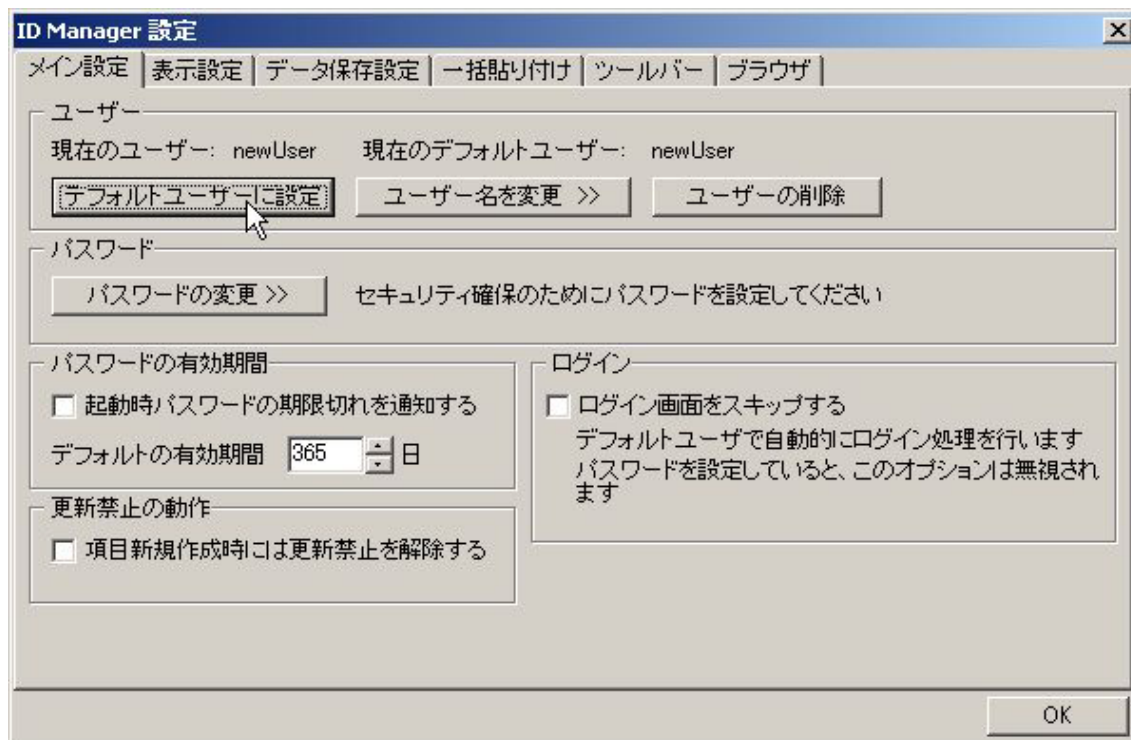 ID Manager 設定
メイン設定 表示設定 データ保存設定 一括貼り付け ツールバー ブラウザ
ユーザー
現在のユーザー: newUser 現在のデフォルトユーザー: newUser
デフォルトユーザーに設定 ユーザー名を変更 >> ユーザーの削除
パスワード
パスワードの変更 >> セキュリティ確保のためにパスワードを設定してください
パスワードの有効期間
起動時パスワードの期限切れを通知する
デフォルトの有効期間 365 日
更新禁止の動作
項目新規作成時には更新禁止を解除する
ログイン
ログイン画面をスキップする
デフォルトユーザで自動的にログイン処理を行います
パスワードを設定していると、このオプションは無視され
ます
OK